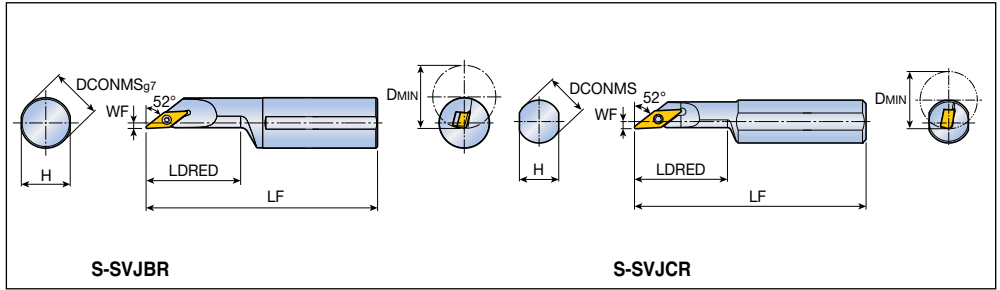 DCONMSg7
52°
WF
H
LDRED
LF
DMIN
S-SVJBR
DCONMS
52°
WF
H
LDRED
LF
DMIN
S-SVJCR